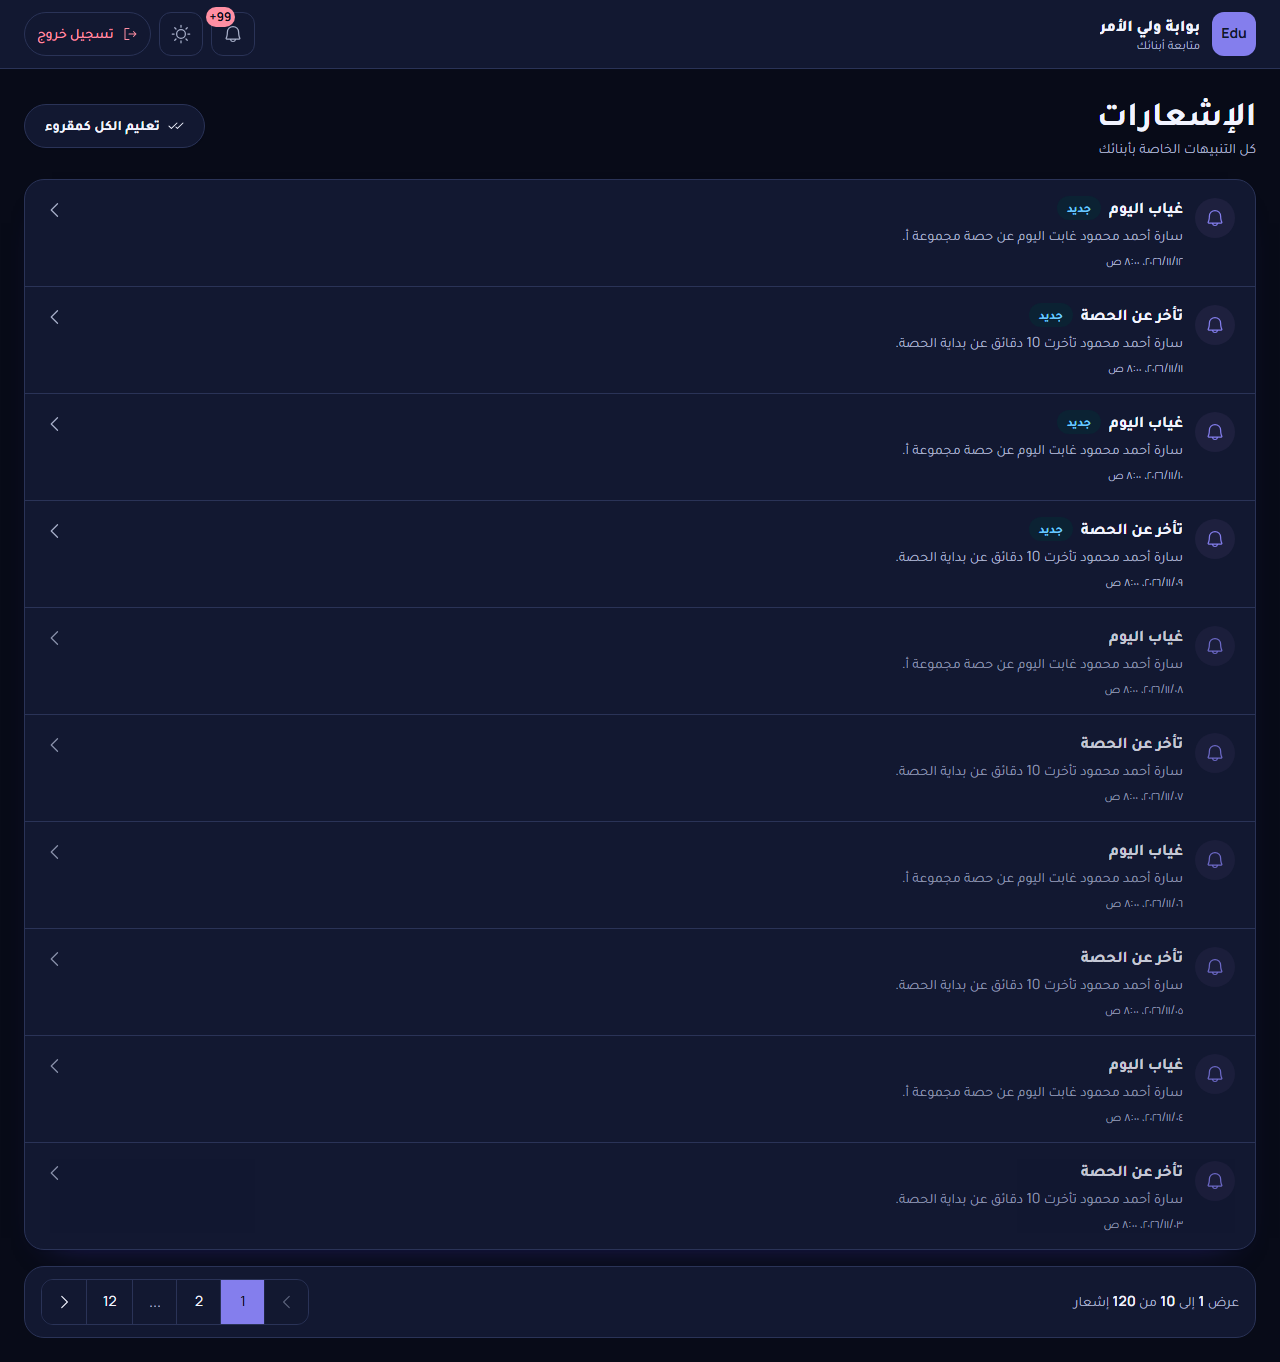 Edu
بوابة ولي الأمر
متابعة أبنائك
99+
تسجيل خروج
الإشعارات
كل التنبيهات الخاصة بأبنائك
تعليم الكل كمقروء
غياب اليوم جديد
سارة أحمد محمود غابت اليوم عن حصة مجموعة أ.
٢٠٢٦/١١/١٢، ٨:٠٠ ص
تأخر عن الحصة جديد
سارة أحمد محمود تأخرت 10 دقائق عن بداية الحصة.
٢٠٢٦/١١/١١، ٨:٠٠ ص
غياب اليوم جديد
سارة أحمد محمود غابت اليوم عن حصة مجموعة أ.
٢٠٢٦/١١/١٠، ٨:٠٠ ص
تأخر عن الحصة جديد
سارة أحمد محمود تأخرت 10 دقائق عن بداية الحصة.
٢٠٢٦/١١/٠٩، ٨:٠٠ ص
غياب اليوم
سارة أحمد محمود غابت اليوم عن حصة مجموعة أ.
٢٠٢٦/١١/٠٨، ٨:٠٠ ص
تأخر عن الحصة
سارة أحمد محمود تأخرت 10 دقائق عن بداية الحصة.
٢٠٢٦/١١/٠٧، ٨:٠٠ ص
غياب اليوم
سارة أحمد محمود غابت اليوم عن حصة مجموعة أ.
٢٠٢٦/١١/٠٦، ٨:٠٠ ص
تأخر عن الحصة
سارة أحمد محمود تأخرت 10 دقائق عن بداية الحصة.
٢٠٢٦/١١/٠٥، ٨:٠٠ ص
غياب اليوم
سارة أحمد محمود غابت اليوم عن حصة مجموعة أ.
٢٠٢٦/١١/٠٤، ٨:٠٠ ص
تأخر عن الحصة
سارة أحمد محمود تأخرت 10 دقائق عن بداية الحصة.
٢٠٢٦/١١/٠٣، ٨:٠٠ ص
عرض 1 إلى 10 من 120 إشعار
1 2 ... 12